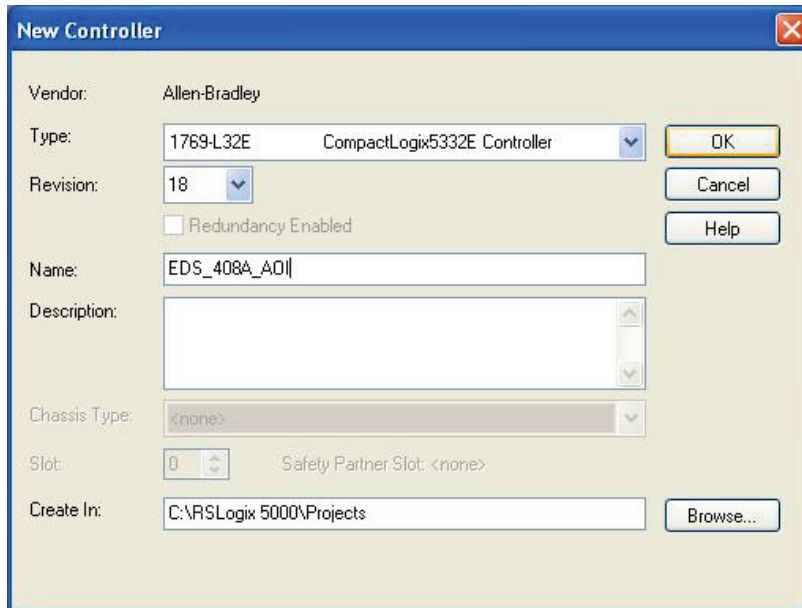 New Controller
Vendor: Allen-Bradley
Type: 1769-L32E CompactLogix5332E Controller OK
Revision: 18 Cancel
Redundancy Enabled Help
Name: EDS_408A_AOI
Description:
Chassis Type: <none>
Slot: 0 Safety Partner Slot: <none>
Create In: C:\RSLogix 5000\Projects Browse...